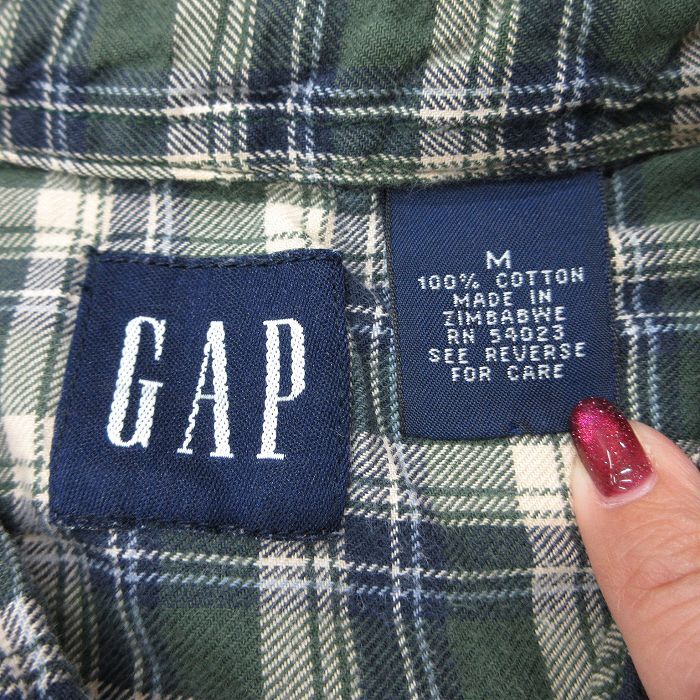 GAP
M
100% COTTON
MADE IN
ZIMBABWE
RN 54023
SEE REVERSE
FOR CARE